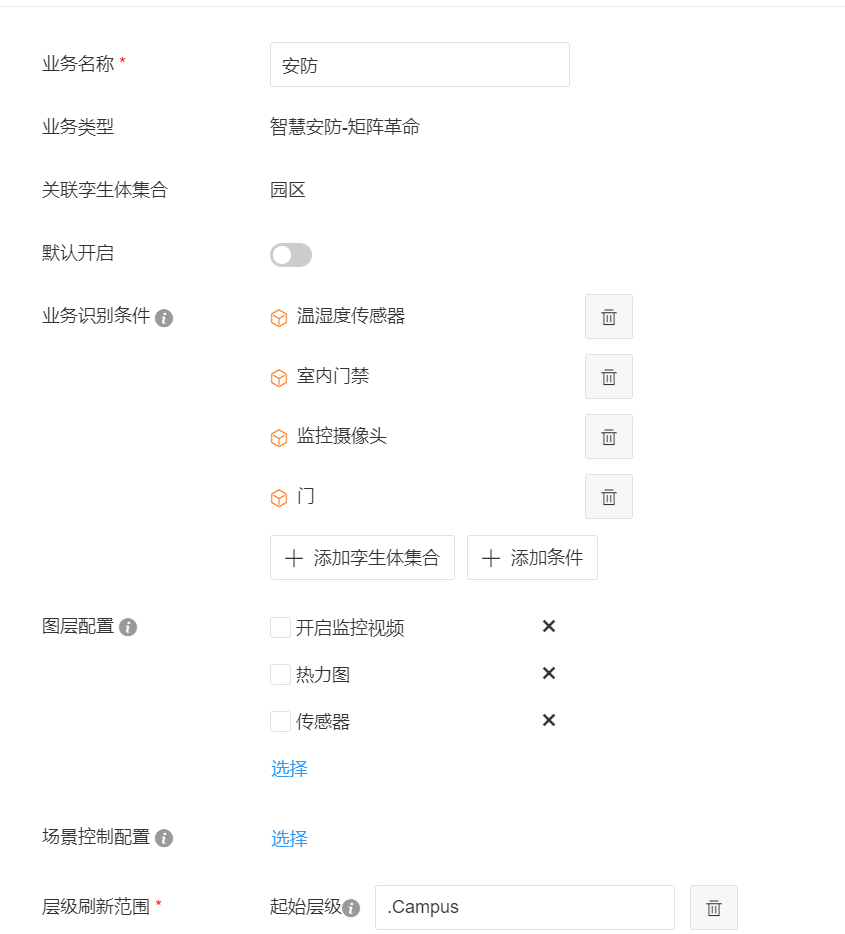 业务名称 * 安防
业务类型 智慧安防-矩阵革命
关联孪生体集合 园区
默认开启
业务识别条件 温湿度传感器
室内门禁
监控摄像头
门
添加孪生体集合 添加条件
图层配置 开启监控视频
热力图
传感器
选择
场景控制配置 选择
层级刷新范围 * 起始层级 .Campus